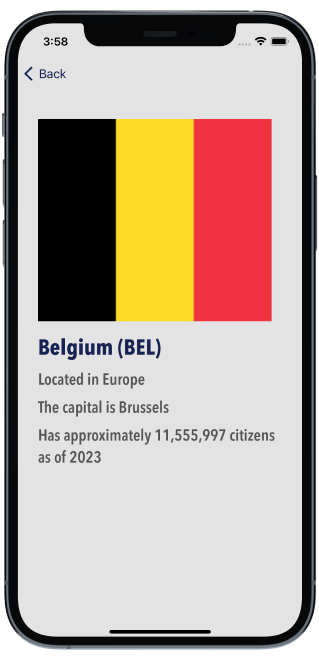 3:58
Back
Belgium (BEL)
Located in Europe
The capital is Brussels
Has approximately 11,555,997 citizens
as of 2023